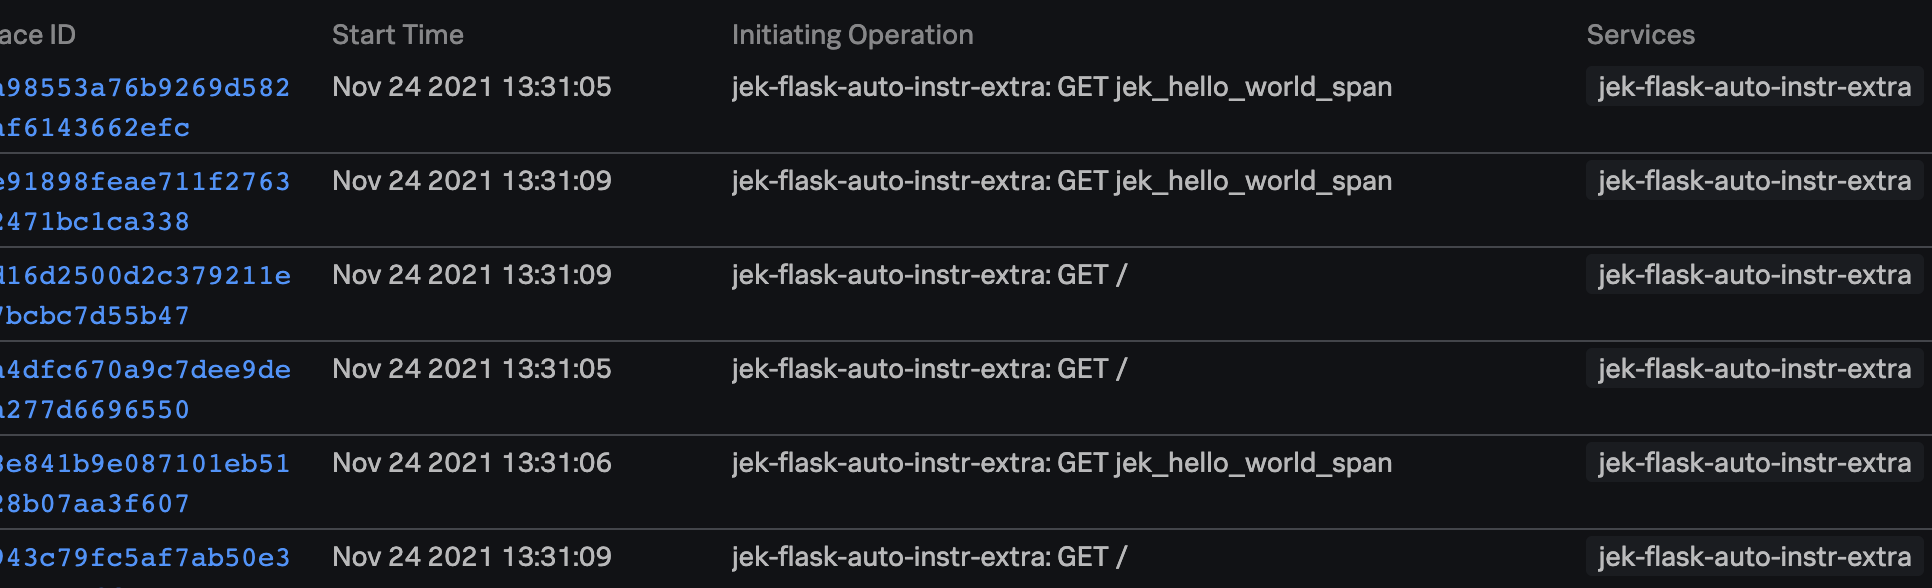 ace ID Start Time Initiating Operation Services
98553a76b9269d582 Nov 24 2021 13:31:05 jek-flask-auto-instr-extra: GET jek_hello_world_span jek-flask-auto-instr-extra
f6143662efc
e91898feae711f2763 Nov 24 2021 13:31:09 jek-flask-auto-instr-extra: GET jek_hello_world_span jek-flask-auto-instr-extra
2471bc1ca338
d16d2500d2c379211e Nov 24 2021 13:31:09 jek-flask-auto-instr-extra: GET / jek-flask-auto-instr-extra
7bcbc7d55b47
4dfc670a9c7dee9de Nov 24 2021 13:31:05 jek-flask-auto-instr-extra: GET / jek-flask-auto-instr-extra
277d6696550
3e841b9e087101eb51 Nov 24 2021 13:31:06 jek-flask-auto-instr-extra: GET jek_hello_world_span jek-flask-auto-instr-extra
28b07aa3f607
943c79fc5af7ab50e3 Nov 24 2021 13:31:09 jek-flask-auto-instr-extra: GET / jek-flask-auto-instr-extra